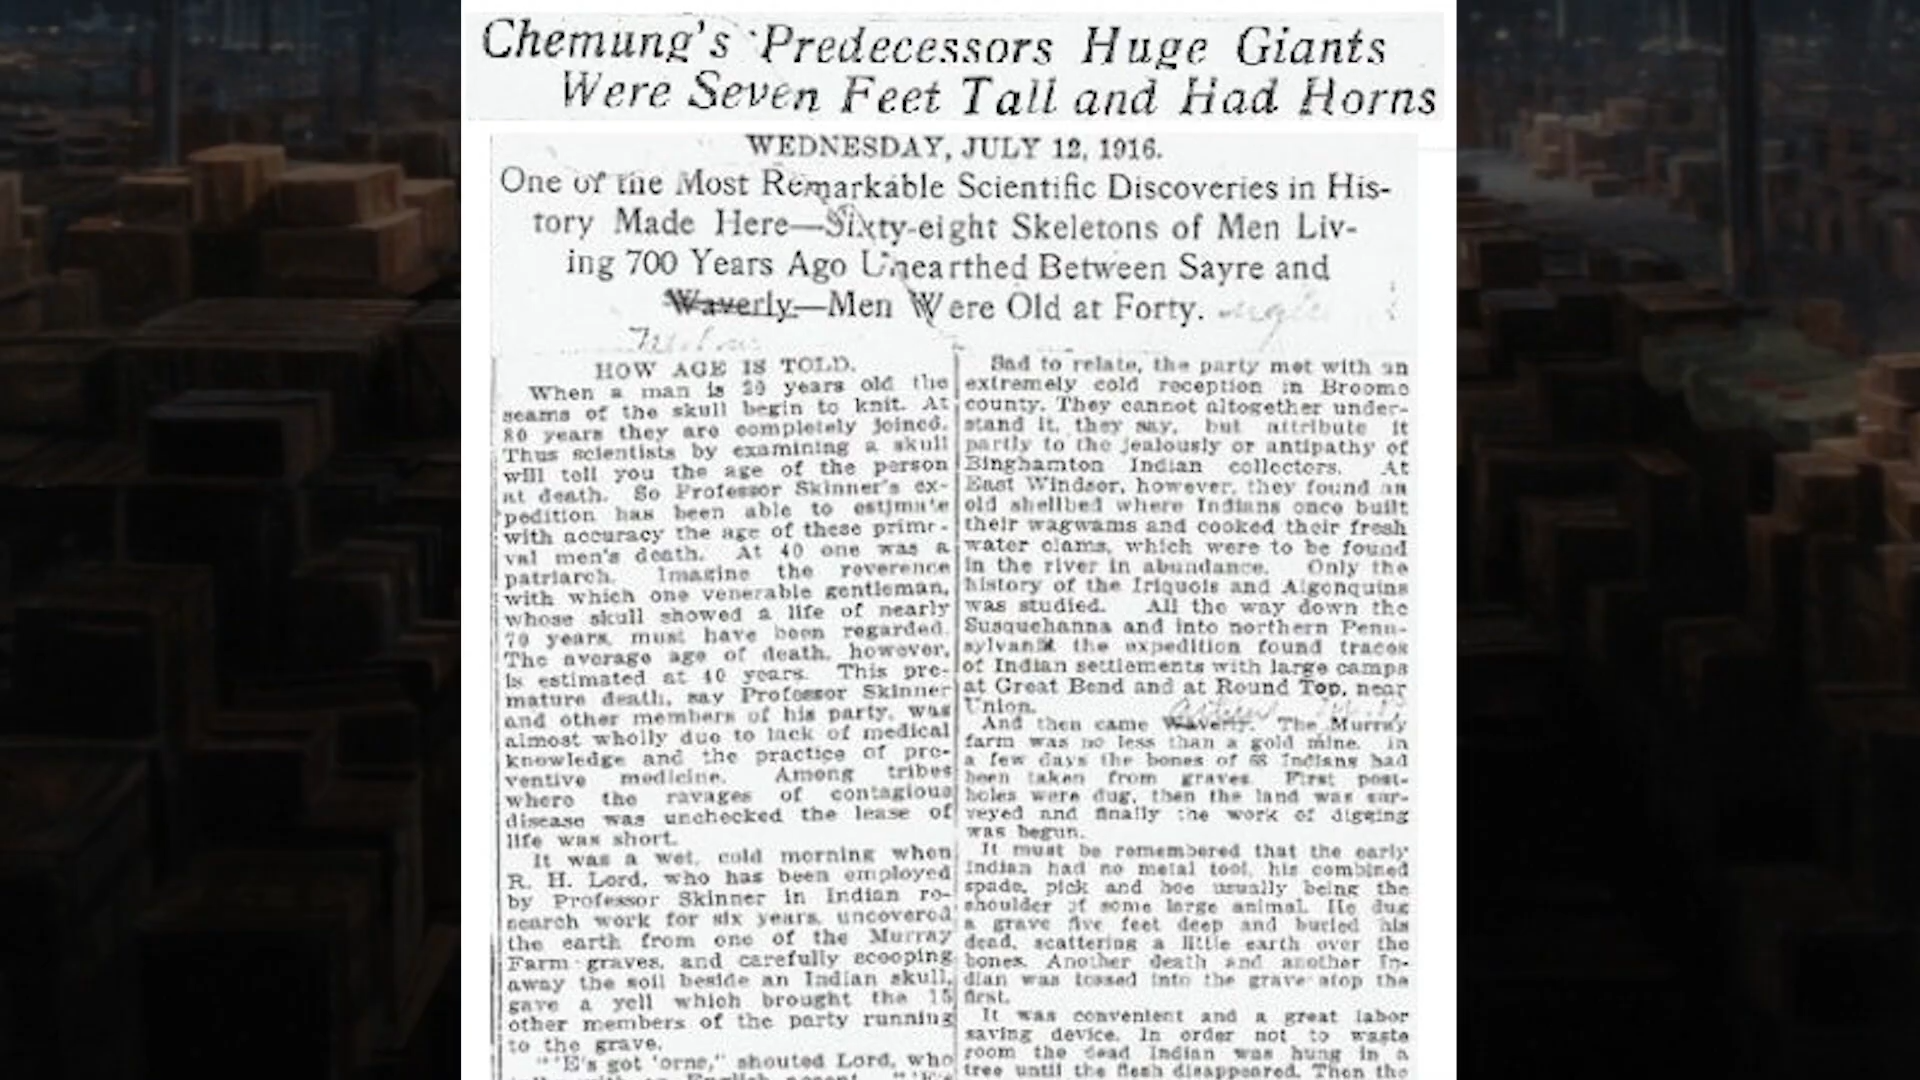 Chemung's Predecessors Huge Giants
Were Seven Feet Tall and Had Horns
WEDNESDAY, JULY 12, 1916.
One of the Most Remarkable Scientific Discoveries in His-
tory Made Here—Sixty-eight Skeletons of Men Liv-
ing 700 Years Ago Unearthed Between Sayre and
Waverly—Men Were Old at Forty.
HOW AGE IS TOLD.
When a man is 20 years old the
seams of the skull begin to knit. At
80 years they are completely joined.
Thus scientists by examining a skull
will tell you the age of the person
at death. So Professor Skinner's ex-
pedition has been able to estimate
with accuracy the age of these prime-
val men's death. At 40 one was a
patriarch. Imagine the reverence
with which one venerable gentleman,
whose skull showed a life of nearly
70 years, must have been regarded.
The average age of death, however,
is estimated at 40 years. This pre-
mature death, say Professor Skinner
and other members of his party, was
almost wholly due to lack of medical
knowledge and the practice of pre-
ventive medicine. Among tribes
where the ravages of contagious
disease was unchecked the lease of
life was short.
It was a wet, cold morning when
R. H. Lord, who has been employed
by Professor Skinner in Indian re-
search work for six years, uncovered
the earth from one of the Murray
Farm graves, and carefully scooping
away the soil beside an Indian skull,
gave a yell which brought the 15
other members of the party running
to the grave.
"'E's got 'orns," shouted Lord, who
Sad to relate, the party met with an
extremely cold reception in Broome
county. They cannot altogether under-
stand it, they say, but attribute it
partly to the jealously or antipathy of
Binghamton Indian collectors. At
East Windsor, however, they found an
old shellbed where Indians once built
their wagwams and cooked their fresh
water clams, which were to be found
in the river in abundance. Only the
history of the Iriquois and Algonquins
was studied. All the way down the
Susquehanna and into northern Penn-
sylvania the expedition found traces
of Indian settlements with large camps
at Great Bend and at Round Top, near
Union.
And then came Waverly. The Murray
farm was no less than a gold mine. In
a few days the bones of 68 Indians had
been taken from graves. First post-
holes were dug, then the land was sur-
veyed and finally the work of digging
was begun.
It must be remembered that the early
Indian had no metal tool, his combined
spade, pick and hoe usually being the
shoulder of some large animal. He dug
a grave five feet deep and buried his
dead, scattering a little earth over the
bones. Another death and another In-
dian was tossed into the grave atop the
first.
It was convenient and a great labor
saving device. In order not to waste
room the dead Indian was hung in a
tree until the flesh disappeared. Then the